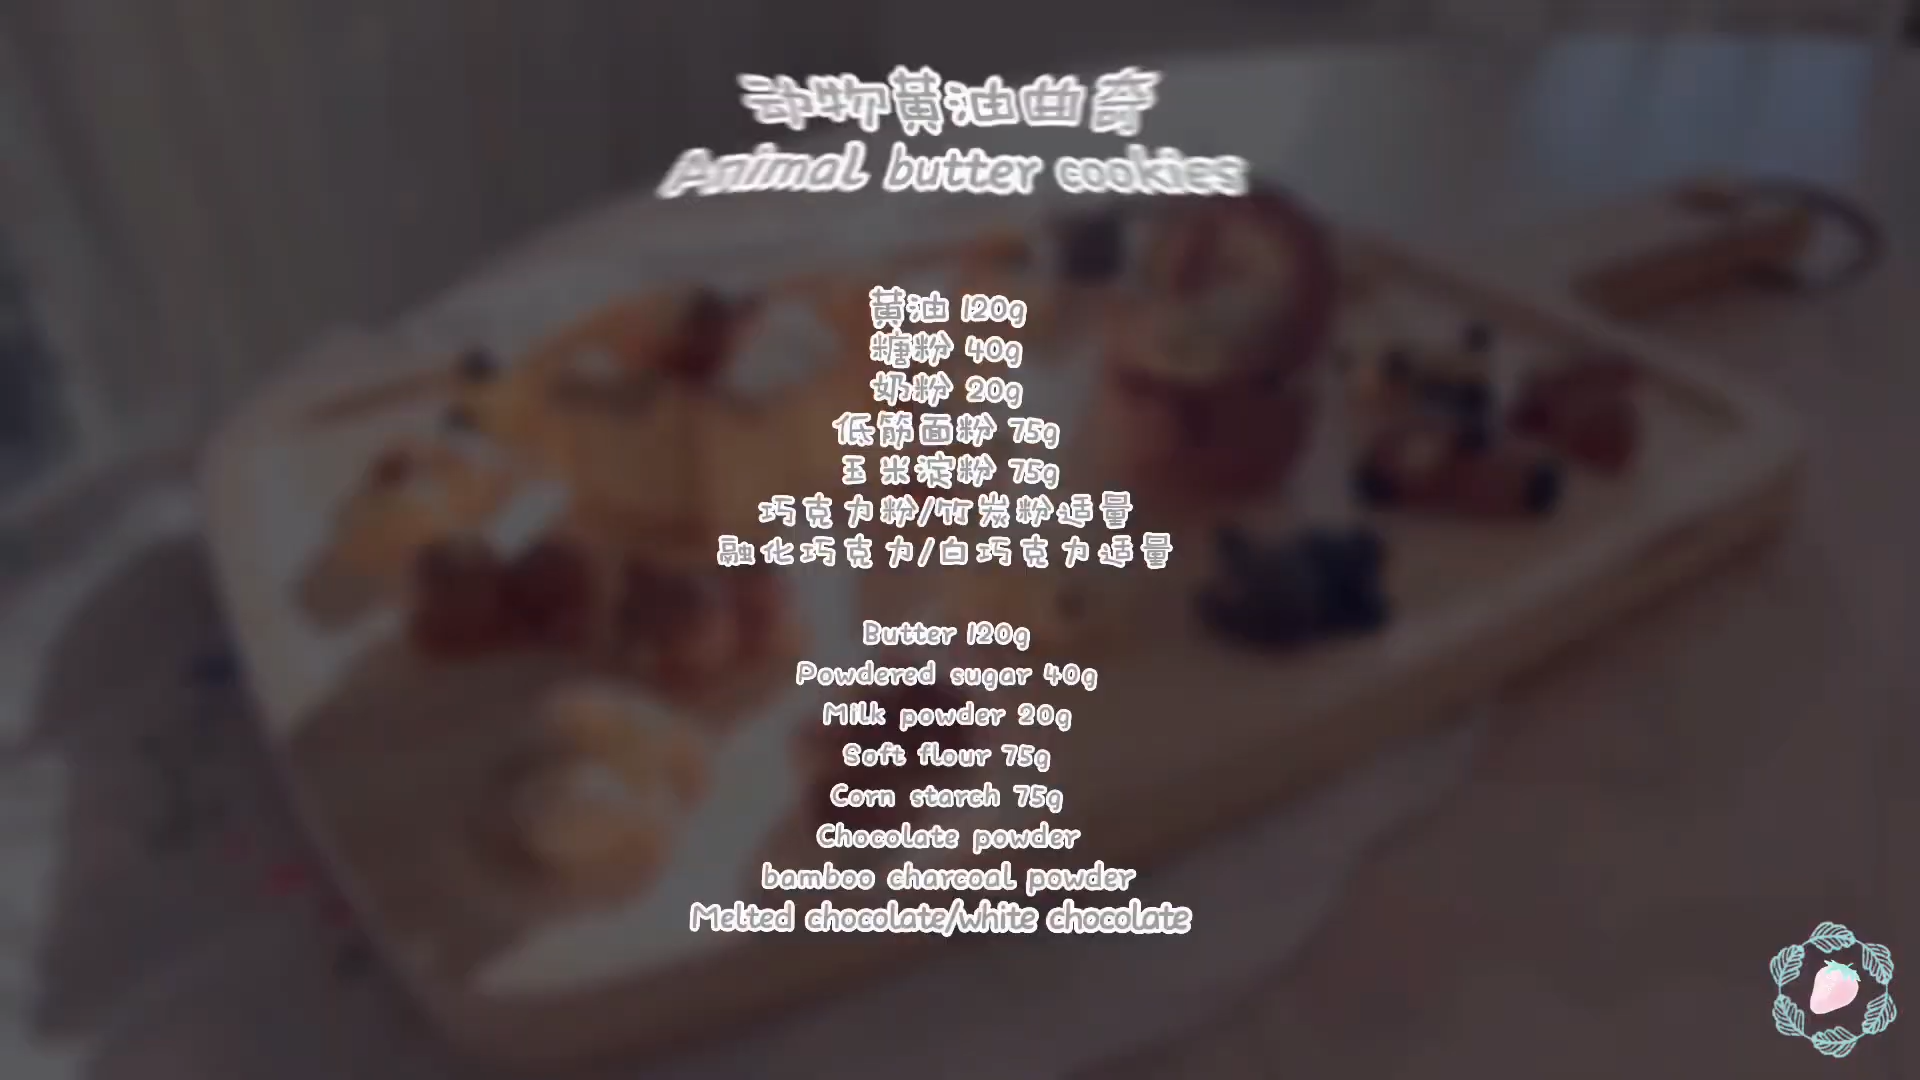 动物黄油曲奇
Animal butter cookies
黄油 120g
糖粉 40g
奶粉 20g
低筋面粉 75g
玉米淀粉 75g
巧克力粉/竹炭粉适量
融化巧克力/白巧克力适量
Butter 120g
Powdered sugar 40g
Milk powder 20g
Soft flour 75g
Corn starch 75g
Chocolate powder
bamboo charcoal powder
Melted chocolate/white chocolate